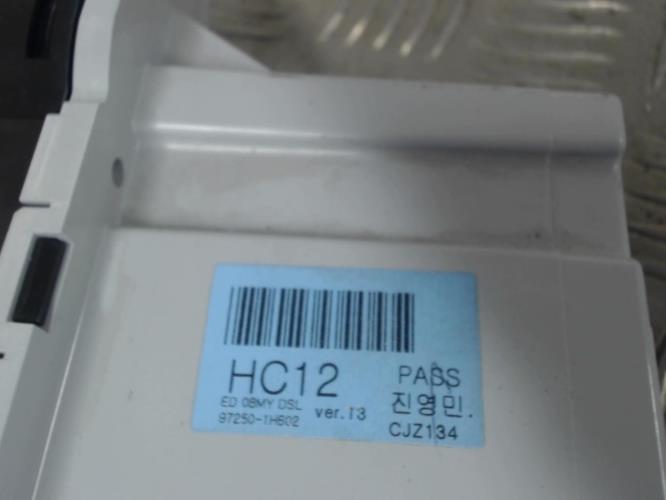 HC12 PASS
ED 08MY DSL ver.13 진영민.
97250-1H602 CJZ134